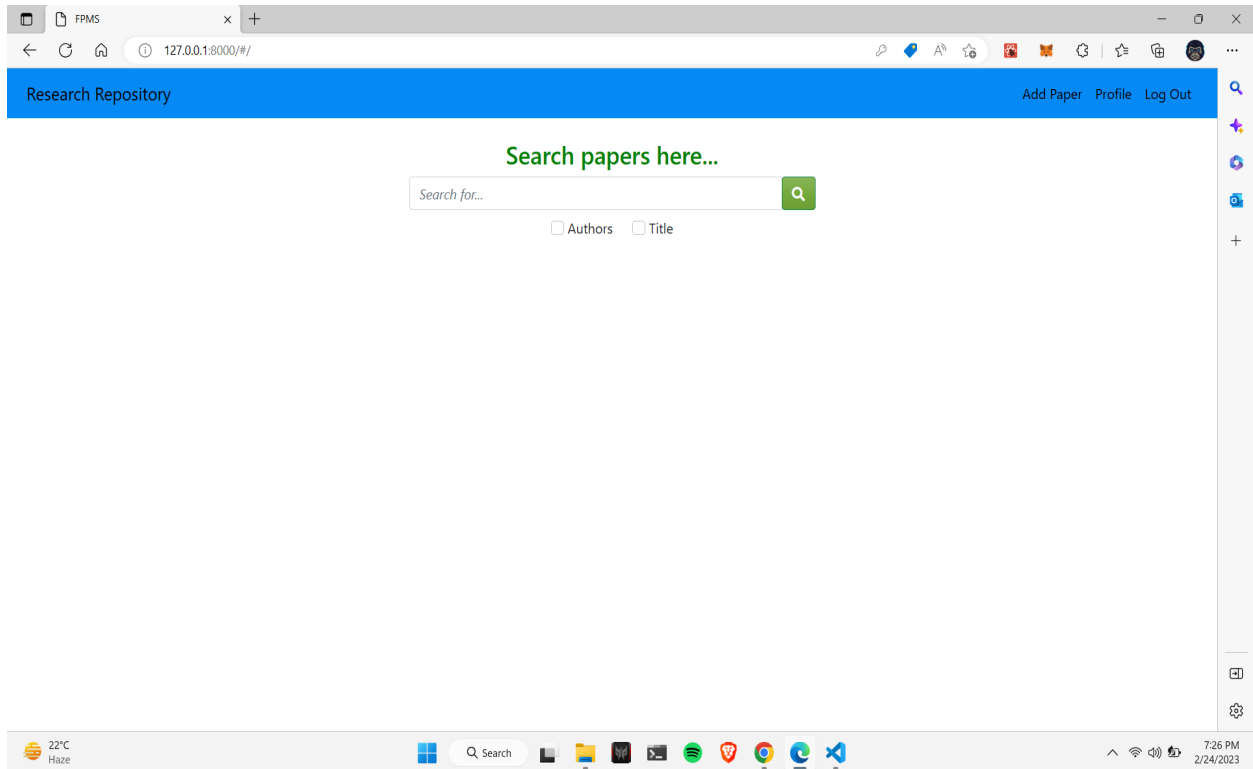 FPMS
127.0.0.1:8000/#/
Research Repository
Add Paper Profile Log Out
Search papers here...
Search for...
Authors Title
22°C
Haze
Search
7:26 PM
2/24/2023